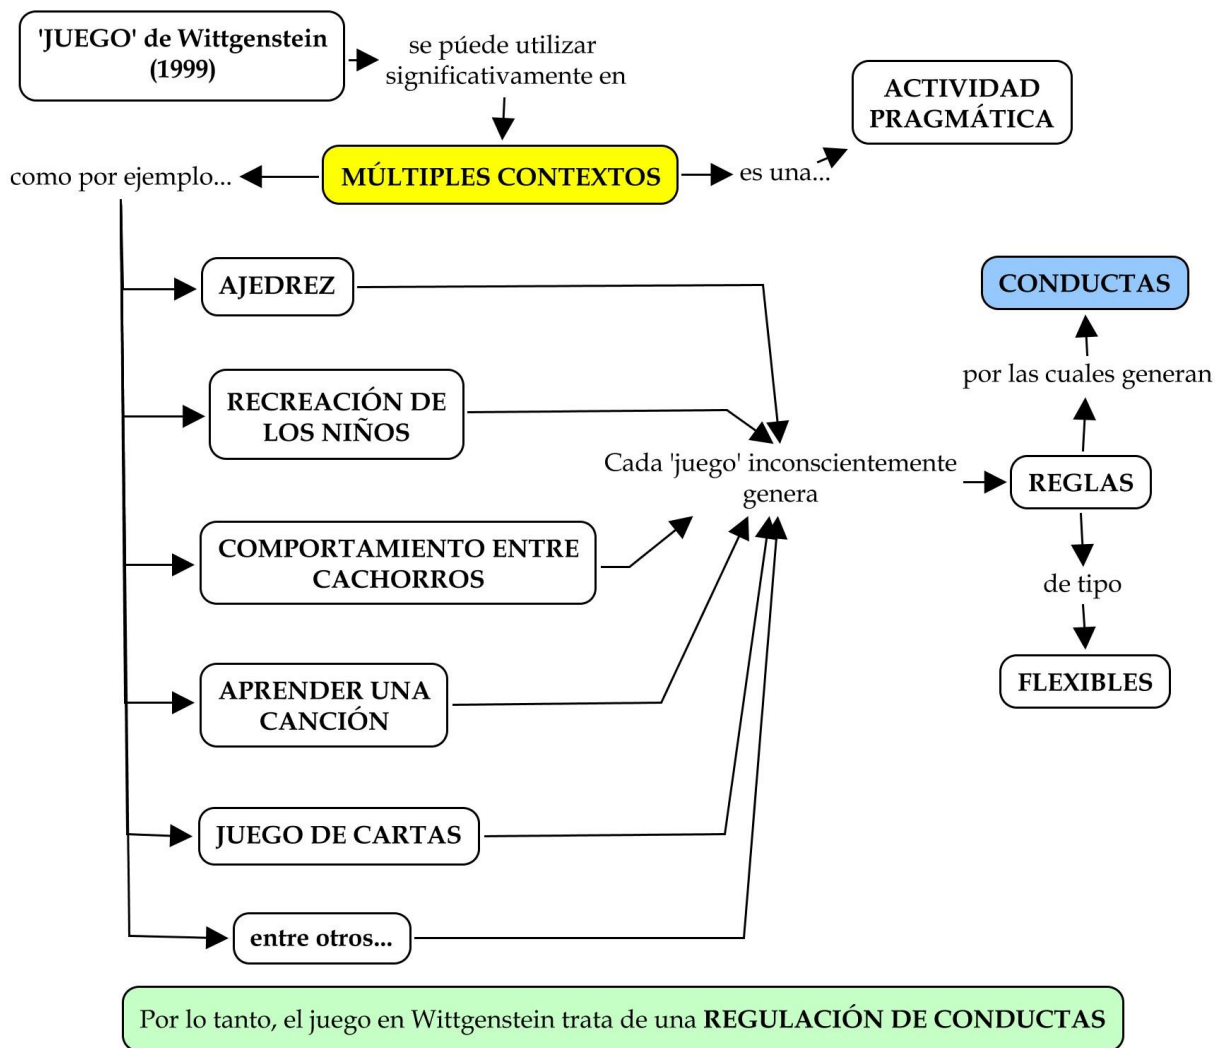 'JUEGO' de Wittgenstein
(1999)
se púede utilizar
significativamente en
ACTIVIDAD
PRAGMÁTICA
como por ejemplo...
MÚLTIPLES CONTEXTOS
es una...
AJEDREZ
CONDUCTAS
por las cuales generan
RECREACIÓN DE
LOS NIÑOS
Cada 'juego' inconscientemente
genera
REGLAS
COMPORTAMIENTO ENTRE
CACHORROS
de tipo
FLEXIBLES
APRENDER UNA
CANCIÓN
JUEGO DE CARTAS
entre otros...
Por lo tanto, el juego en Wittgenstein trata de una REGULACIÓN DE CONDUCTAS